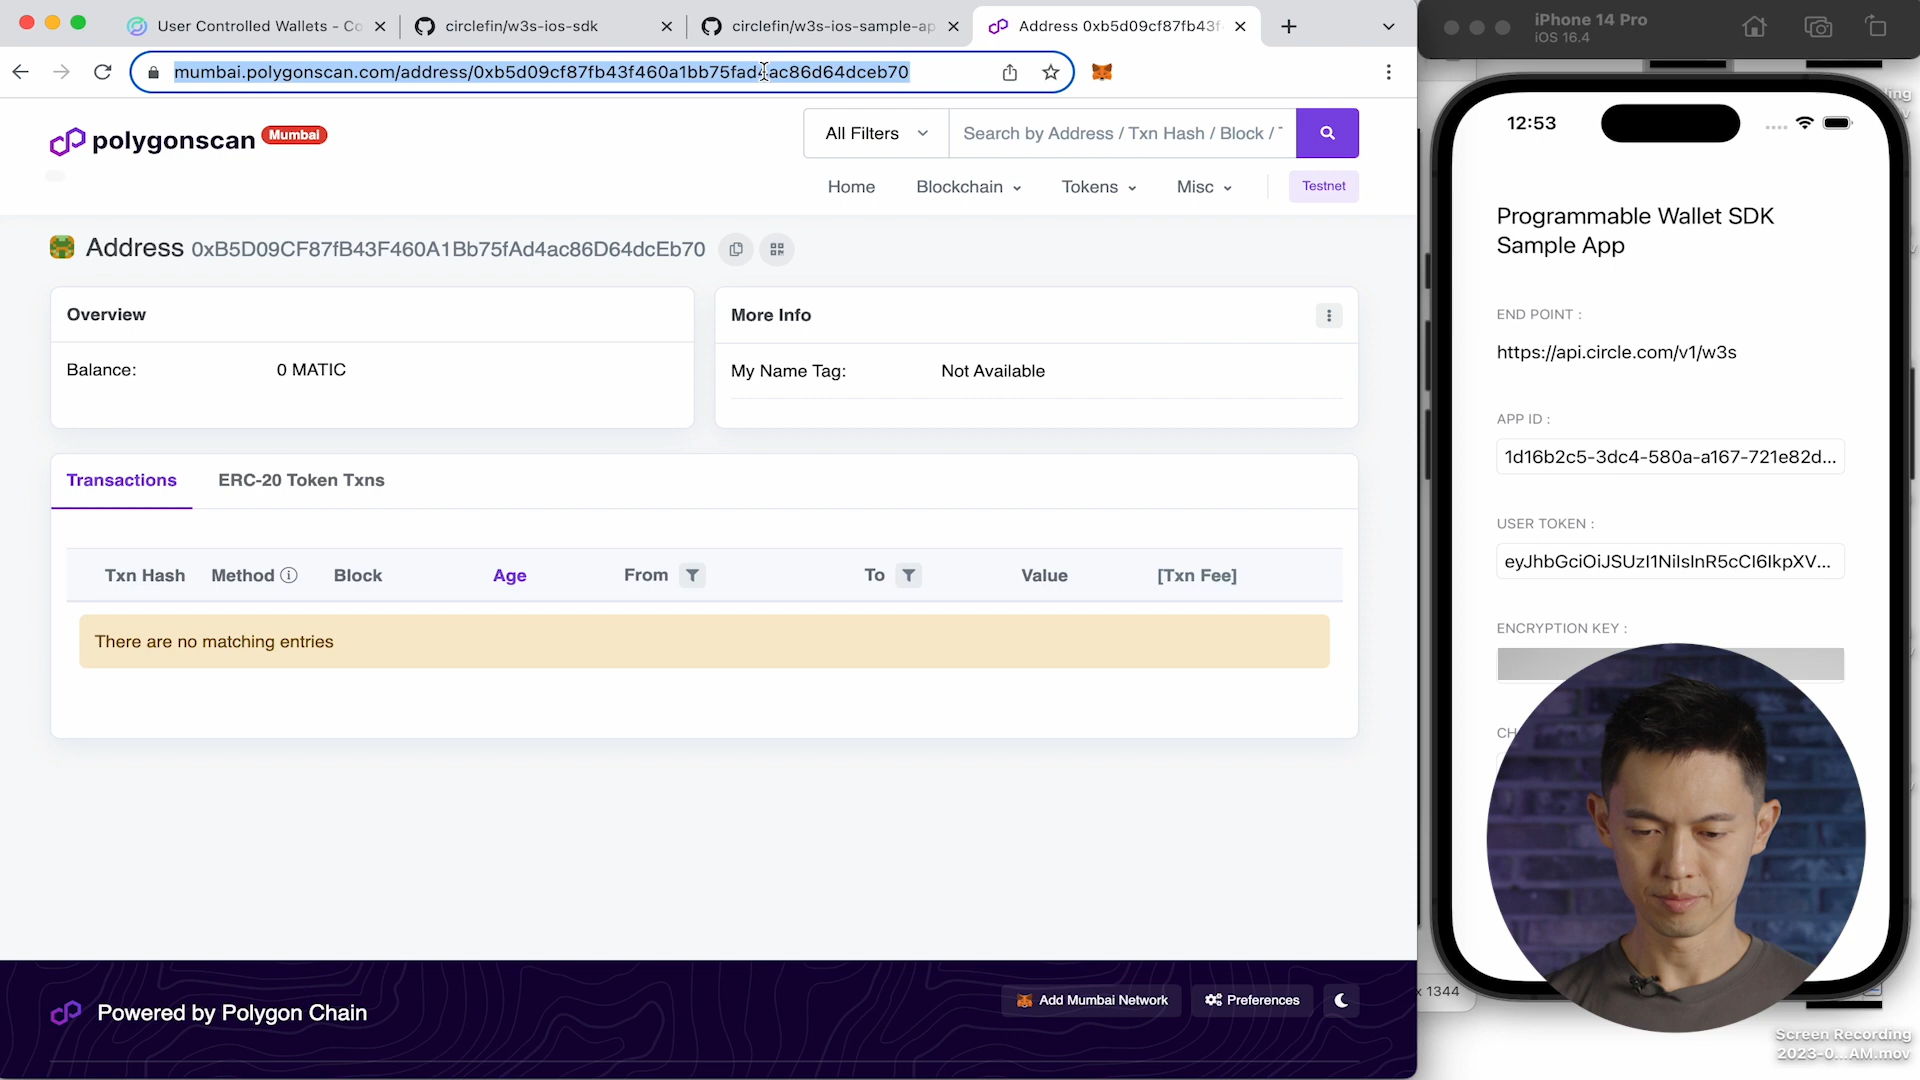 User Controlled Wallets - Co
circlefin/w3s-ios-sdk
circlefin/w3s-ios-sample-ap
Address 0xb5d09cf87fb43f
mumbai.polygonscan.com/address/0xb5d09cf87fb43f460a1bb75fad4ac86d64dceb70
polygonscan Mumbai
All Filters
Search by Address / Txn Hash / Block /
Home
Blockchain
Tokens
Misc
Testnet
Address 0xB5D09CF87fB43F460A1Bb75fAd4ac86D64dcEb70
Overview
Balance:
0 MATIC
More Info
My Name Tag:
Not Available
Transactions
ERC-20 Token Txns
Txn Hash
Method
Block
Age
From
To
Value
[Txn Fee]
There are no matching entries
Powered by Polygon Chain
Add Mumbai Network
Preferences
iPhone 14 Pro
iOS 16.4
12:53
Programmable Wallet SDK
Sample App
END POINT :
https://api.circle.com/v1/w3s
APP ID :
1d16b2c5-3dc4-580a-a167-721e82d...
USER TOKEN :
eyJhbGciOiJSUzI1NiIsInR5cCI6IkpXV...
ENCRYPTION KEY :
CH
x 1344
Screen Recording
2023-0...AM.mov